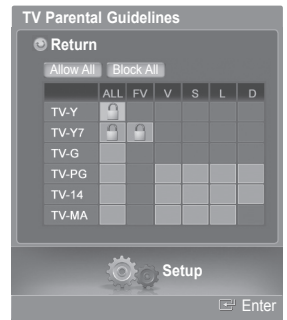 TV Parental Guidelines
Return
Allow All Block All
ALL FV V S L D
TV-Y
TV-Y7
TV-G
TV-PG
TV-14
TV-MA
Setup
Enter